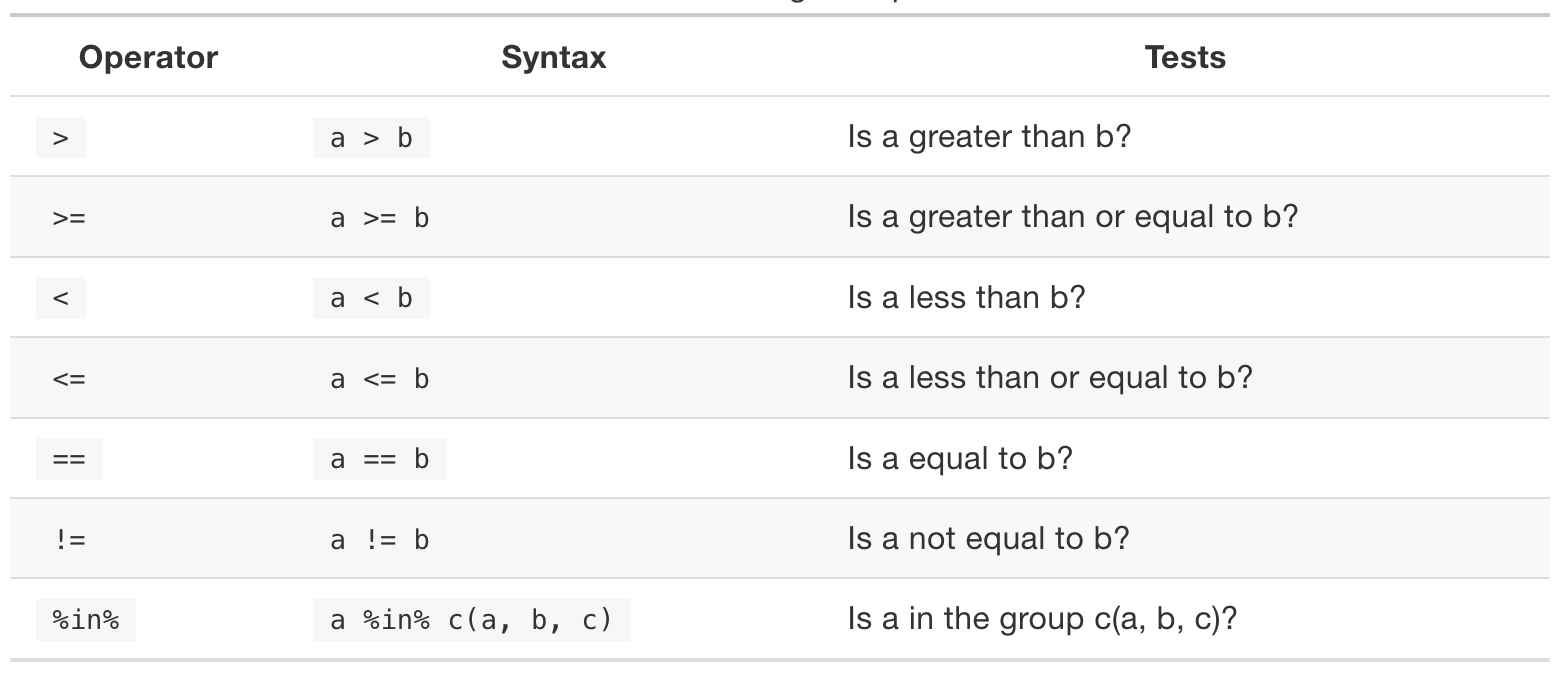 Operator Syntax Tests
> a > b Is a greater than b?
>= a >= b Is a greater than or equal to b?
< a < b Is a less than b?
<= a <= b Is a less than or equal to b?
== a == b Is a equal to b?
!= a != b Is a not equal to b?
%in% a %in% c(a, b, c) Is a in the group c(a, b, c)?